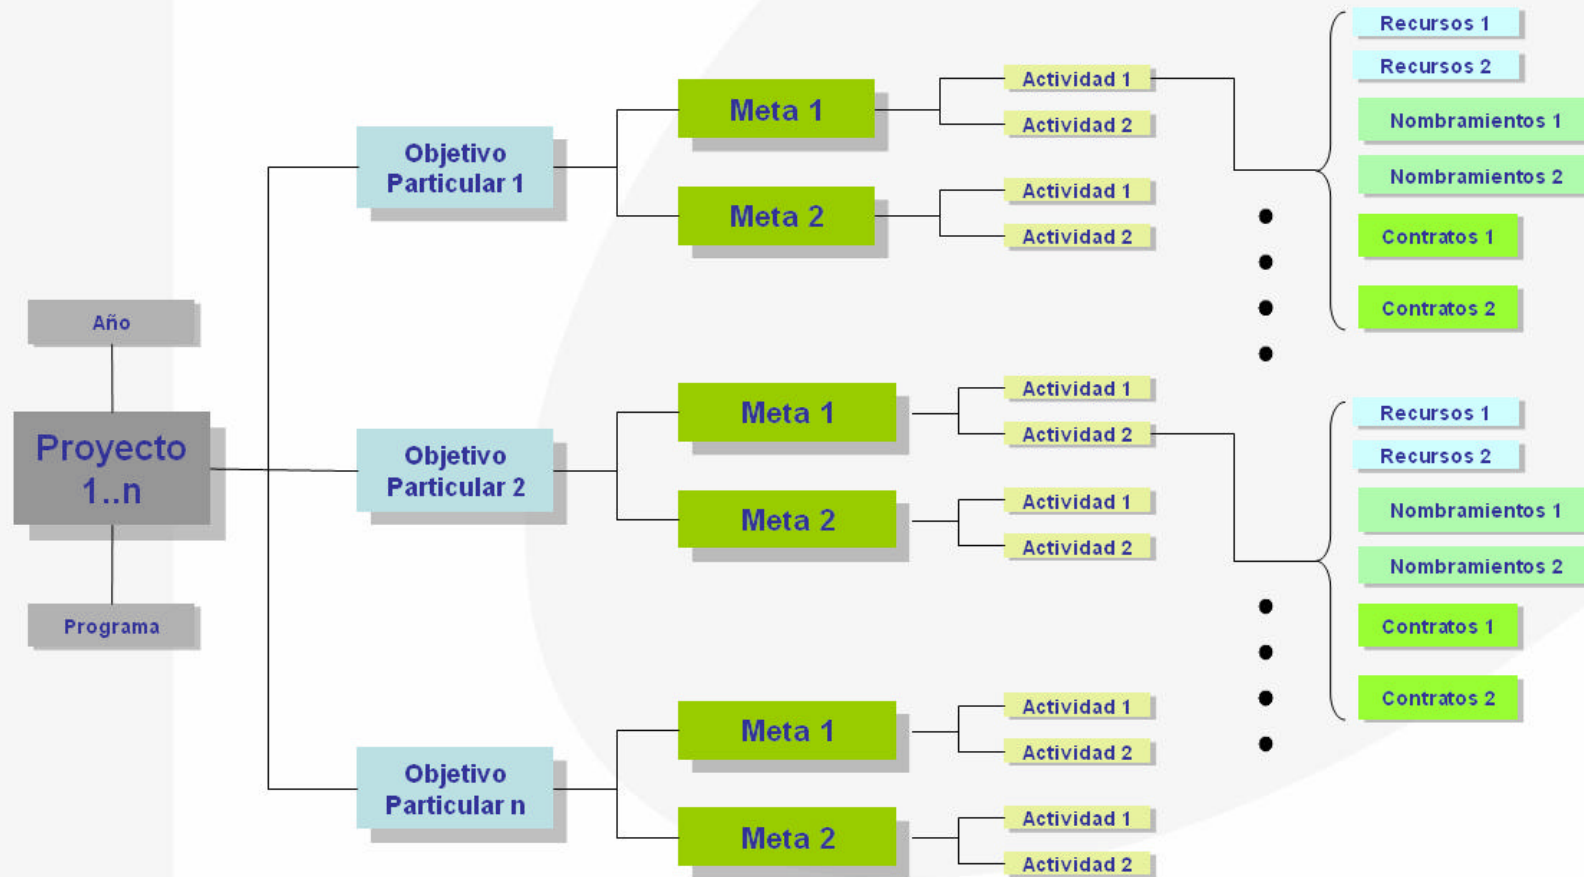 Año
Proyecto
1..n
Programa
Objetivo
Particular 1
Meta 1
Actividad 1
Actividad 2
Meta 2
Actividad 1
Actividad 2
Recursos 1
Recursos 2
Nombramientos 1
Nombramientos 2
Contratos 1
Contratos 2
Objetivo
Particular 2
Meta 1
Actividad 1
Actividad 2
Meta 2
Actividad 1
Actividad 2
Recursos 1
Recursos 2
Nombramientos 1
Nombramientos 2
Contratos 1
Contratos 2
Objetivo
Particular n
Meta 1
Actividad 1
Actividad 2
Meta 2
Actividad 1
Actividad 2